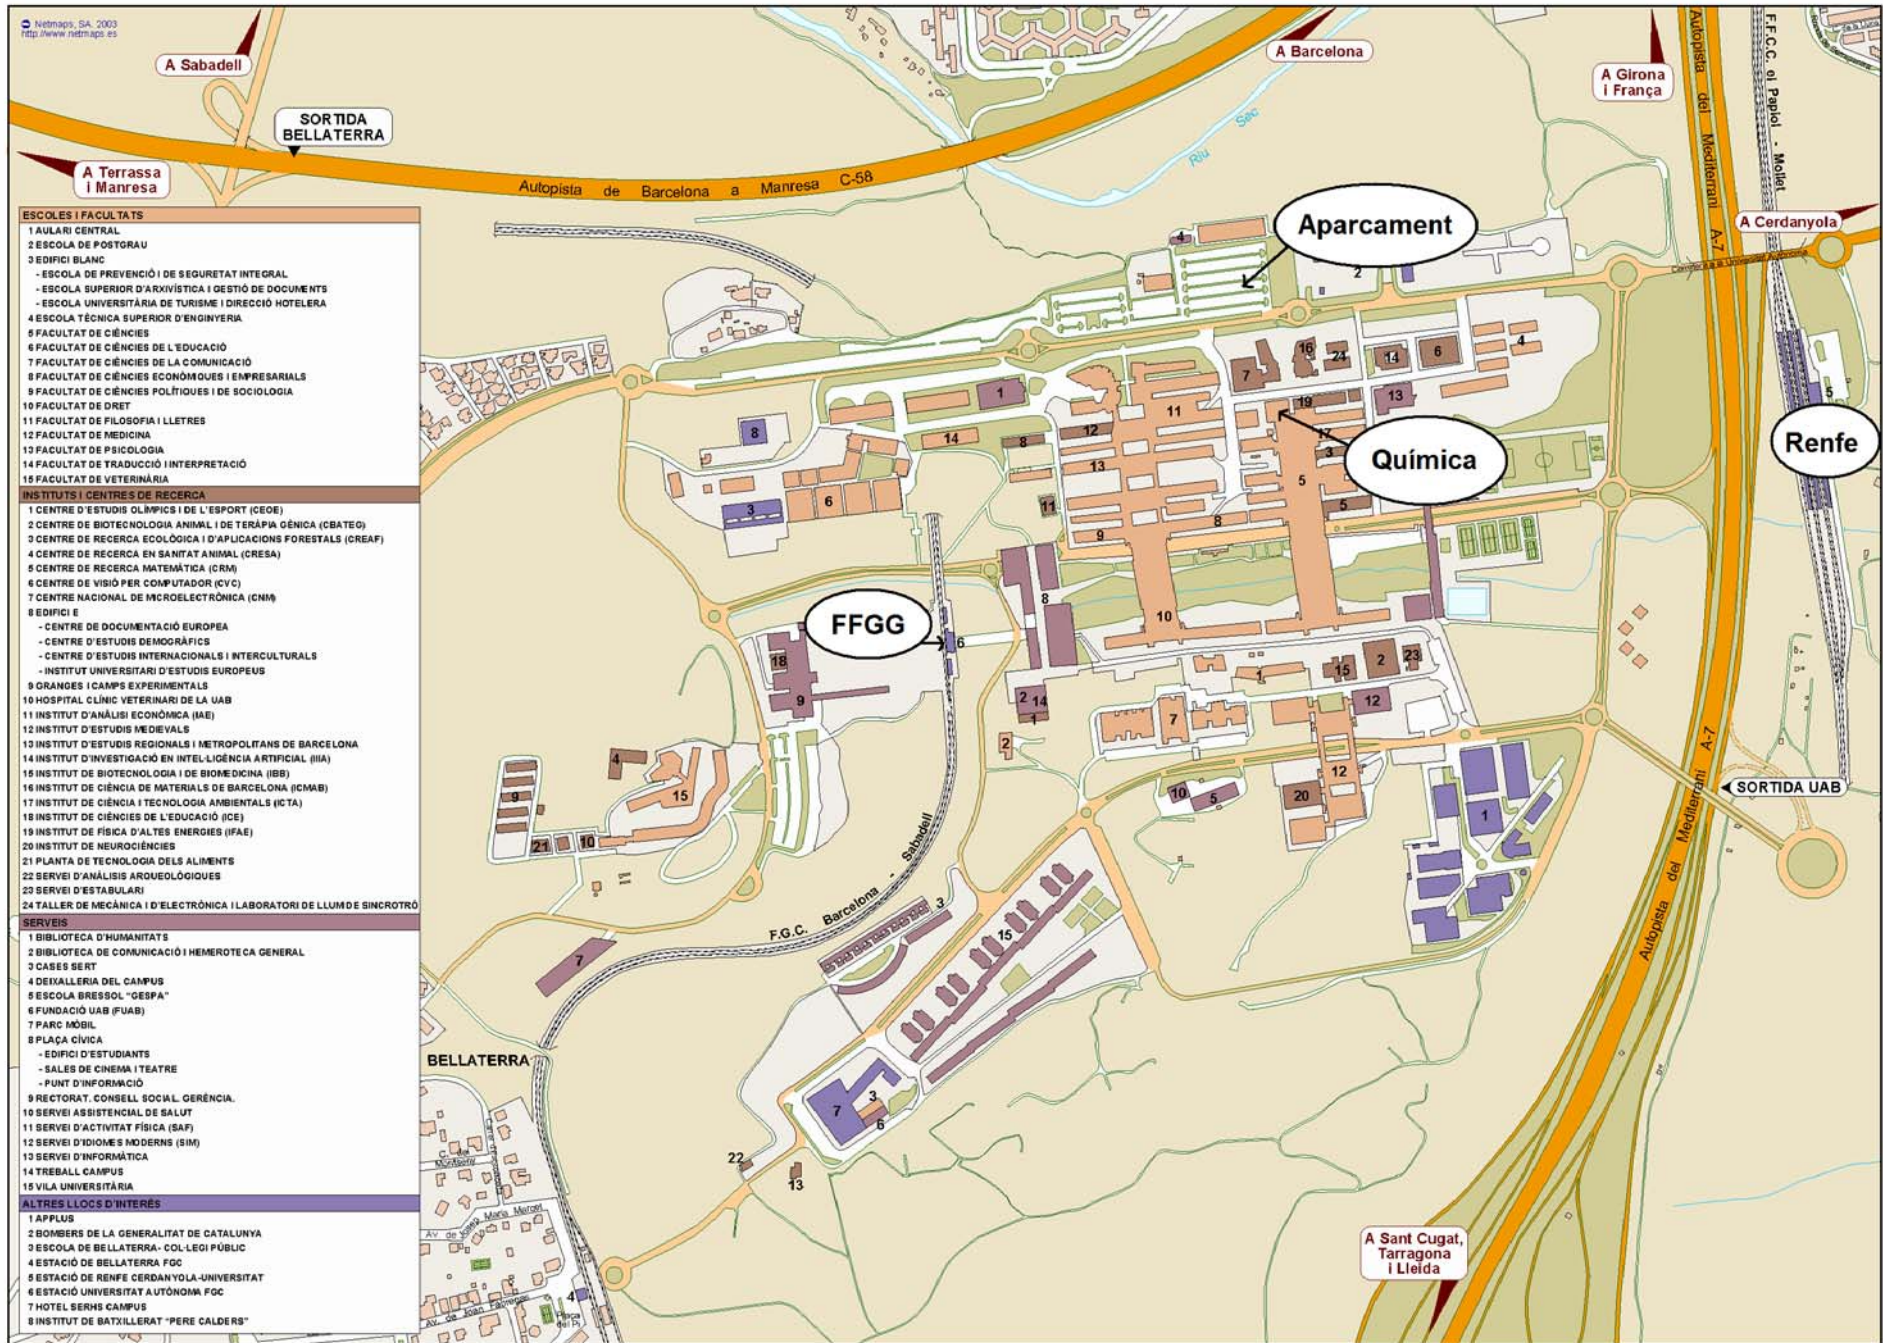 Netmaps, SA. 2003
http://www.netmaps.es
A Sabadell
SORTIDA
BELLATERRA
A Terrassa
i Manresa
Autopista de Barcelona a Manresa C-58
A Barcelona
Riu Sec
A Girona
i França
Autopista del Mediterrani A-7
F.F.C.C. el Papiol - Mollet
A Cerdanyola
Aparcament
Química
Renfe
FFGG
ESCOLES I FACULTATS
1 AULARI CENTRAL
2 ESCOLA DE POSTGRAU
3 EDIFICI BLANC
- ESCOLA DE PREVENCIÓ I DE SEGURETAT INTEGRAL
- ESCOLA SUPERIOR D'ARXIVÍSTICA I GESTIÓ DE DOCUMENTS
- ESCOLA UNIVERSITÀRIA DE TURISME I DIRECCIÓ HOTELERA
4 ESCOLA TÈCNICA SUPERIOR D'ENGINYERIA
5 FACULTAT DE CIÈNCIES
6 FACULTAT DE CIÈNCIES DE L'EDUCACIÓ
7 FACULTAT DE CIÈNCIES DE LA COMUNICACIÓ
8 FACULTAT DE CIÈNCIES ECONÒMIQUES I EMPRESARIALS
9 FACULTAT DE CIÈNCIES POLÍTIQUES I DE SOCIOLOGIA
10 FACULTAT DE DRET
11 FACULTAT DE FILOSOFIA I LLETRES
12 FACULTAT DE MEDICINA
13 FACULTAT DE PSICOLOGIA
14 FACULTAT DE TRADUCCIÓ I INTERPRETACIÓ
15 FACULTAT DE VETERINÀRIA
INSTITUTS I CENTRES DE RECERCA
1 CENTRE D'ESTUDIS OLÍMPICS I DE L'ESPORT (CEOE)
2 CENTRE DE BIOTECNOLOGIA ANIMAL I DE TERÀPIA GÈNICA (CBATEG)
3 CENTRE DE RECERCA ECOLÒGICA I D'APLICACIONS FORESTALS (CREAF)
4 CENTRE DE RECERCA EN SANITAT ANIMAL (CRESA)
5 CENTRE DE RECERCA MATEMÀTICA (CRM)
6 CENTRE DE VISIÓ PER COMPUTADOR (CVC)
7 CENTRE NACIONAL DE MICROELECTRÒNICA (CNM)
8 EDIFICI E
- CENTRE DE DOCUMENTACIÓ EUROPEA
- CENTRE D'ESTUDIS DEMOGRÀFICS
- CENTRE D'ESTUDIS INTERNACIONALS I INTERCULTURALS
- INSTITUT UNIVERSITARI D'ESTUDIS EUROPEUS
9 GRANGES I CAMPS EXPERIMENTALS
10 HOSPITAL CLÍNIC VETERINARI DE LA UAB
11 INSTITUT D'ANÀLISI ECONÒMICA (IAE)
12 INSTITUT D'ESTUDIS MEDIEVALS
13 INSTITUT D'ESTUDIS REGIONALS I METROPOLITANS DE BARCELONA
14 INSTITUT D'INVESTIGACIÓ EN INTEL·LIGÈNCIA ARTIFICIAL (IIIA)
15 INSTITUT DE BIOTECNOLOGIA I DE BIOMEDICINA (IBB)
16 INSTITUT DE CIÈNCIA DE MATERIALS DE BARCELONA (ICMAB)
17 INSTITUT DE CIÈNCIA I TECNOLOGIA AMBIENTALS (ICTA)
18 INSTITUT DE CIÈNCIES DE L'EDUCACIÓ (ICE)
19 INSTITUT DE FÍSICA D'ALTES ENERGIES (IFAE)
20 INSTITUT DE NEUROCIÈNCIES
21 PLANTA DE TECNOLOGIA DELS ALIMENTS
22 SERVEI D'ANÀLISIS ARQUEOLÒGIQUES
23 SERVEI D'ESTABULARI
24 TALLER DE MECÀNICA I D'ELECTRÒNICA I LABORATORI DE LLUM DE SINCROTRÓ
SERVEIS
1 BIBLIOTECA D'HUMANITATS
2 BIBLIOTECA DE COMUNICACIÓ I HEMEROTECA GENERAL
3 CASES SERT
4 DEIXALLERIA DEL CAMPUS
5 ESCOLA BRESSOL "GESPA"
6 FUNDACIÓ UAB (FUAB)
7 PARC MÒBIL
8 PLAÇA CÍVICA
- EDIFICI D'ESTUDIANTS
- SALES DE CINEMA I TEATRE
- PUNT D'INFORMACIÓ
9 RECTORAT. CONSELL SOCIAL. GERÈNCIA.
10 SERVEI ASSISTENCIAL DE SALUT
11 SERVEI D'ACTIVITAT FÍSICA (SAF)
12 SERVEI D'IDIOMES MODERNS (SIM)
13 SERVEI D'INFORMÀTICA
14 TREBALL CAMPUS
15 VILA UNIVERSITÀRIA
ALTRES LLOCS D'INTERÈS
1 APPLUS
2 BOMBERS DE LA GENERALITAT DE CATALUNYA
3 ESCOLA DE BELLATERRA- COL·LEGI PÚBLIC
4 ESTACIÓ DE BELLATERRA FGC
5 ESTACIÓ DE RENFE CERDANYOLA-UNIVERSITAT
6 ESTACIÓ UNIVERSITAT AUTÒNOMA FGC
7 HOTEL SERHS CAMPUS
8 INSTITUT DE BATXILLERAT "PERE CALDERS"
F.G.C. Barcelona - Sabadell
BELLATERRA
SORTIDA UAB
Autopista del Mediterrani A-7
Av. de Josep Maria Marcet
Av. de Joan Fàbregas
Plaça
del Pi
A Sant Cugat,
Tarragona
i Lleida